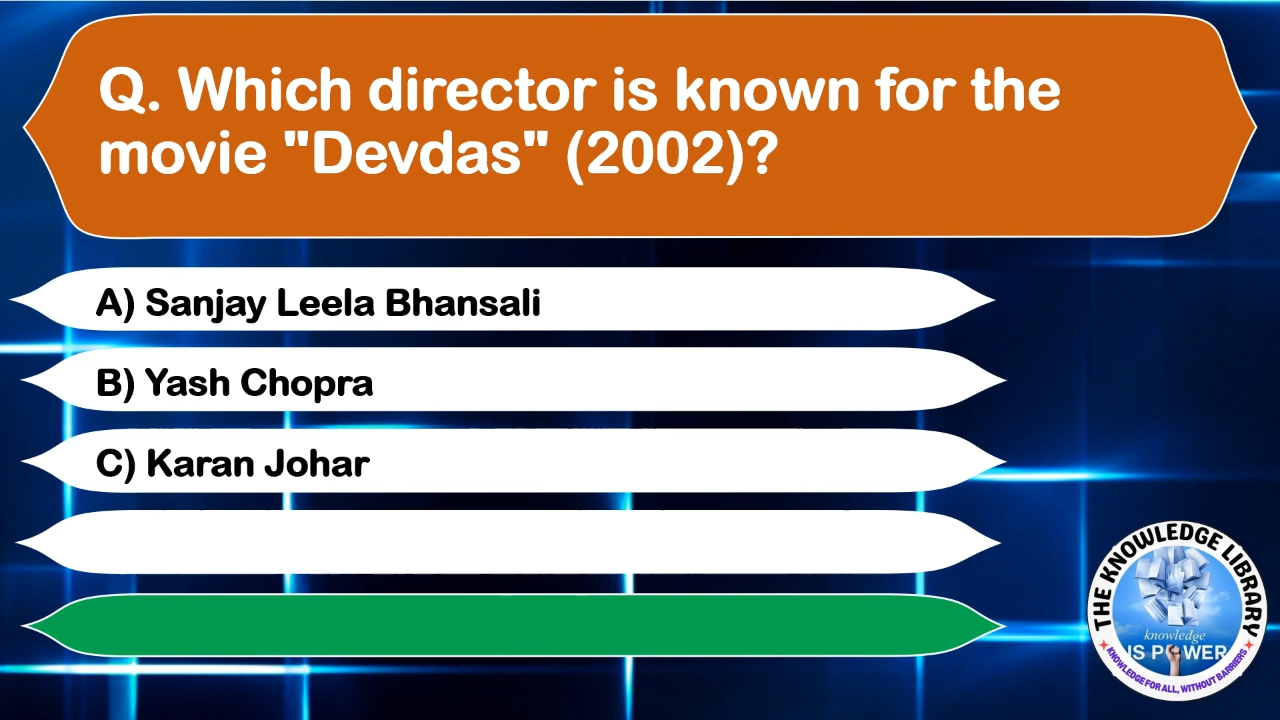 Q. Which director is known for the
movie "Devdas" (2002)?
A) Sanjay Leela Bhansali
B) Yash Chopra
C) Karan Johar
THE KNOWLEDGE LIBRARY
knowledge
IS POWER
KNOWLEDGE FOR ALL, WITHOUT BARRIERS